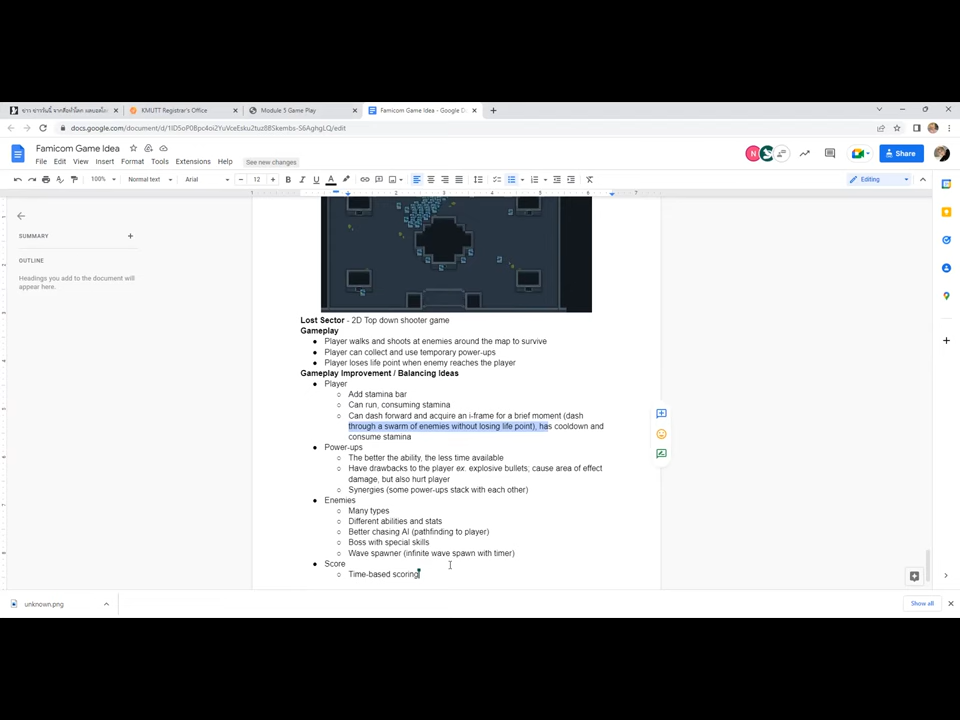 KMUTT Registrar's Office
Module 5 Game Play
Famicom Game Idea - Google D
docs.google.com/document/d/
/edit
Famicom Game Idea
File Edit View Insert Format Tools Extensions Help
See new changes
Share
100% Normal text Arial 12
Editing
SUMMARY
OUTLINE
Headings you add to the document will
appear here.
Lost Sector - 2D Top down shooter game
Gameplay
● Player walks and shoots at enemies around the map to survive
● Player can collect and use temporary power-ups
● Player loses life point when enemy reaches the player
Gameplay Improvement / Balancing Ideas
● Player
○ Add stamina bar
○ Can run, consuming stamina
○ Can dash forward and acquire an i-frame for a brief moment (dash
through a swarm of enemies without losing life point), has cooldown and
consume stamina
● Power-ups
○ The better the ability, the less time available
○ Have drawbacks to the player ex. explosive bullets; cause area of effect
damage, but also hurt player
○ Synergies (some power-ups stack with each other)
● Enemies
○ Many types
○ Different abilities and stats
○ Better chasing AI (pathfinding to player)
○ Boss with special skills
○ Wave spawner (infinite wave spawn with timer)
● Score
○ Time-based scoring
unknown.png
Show all